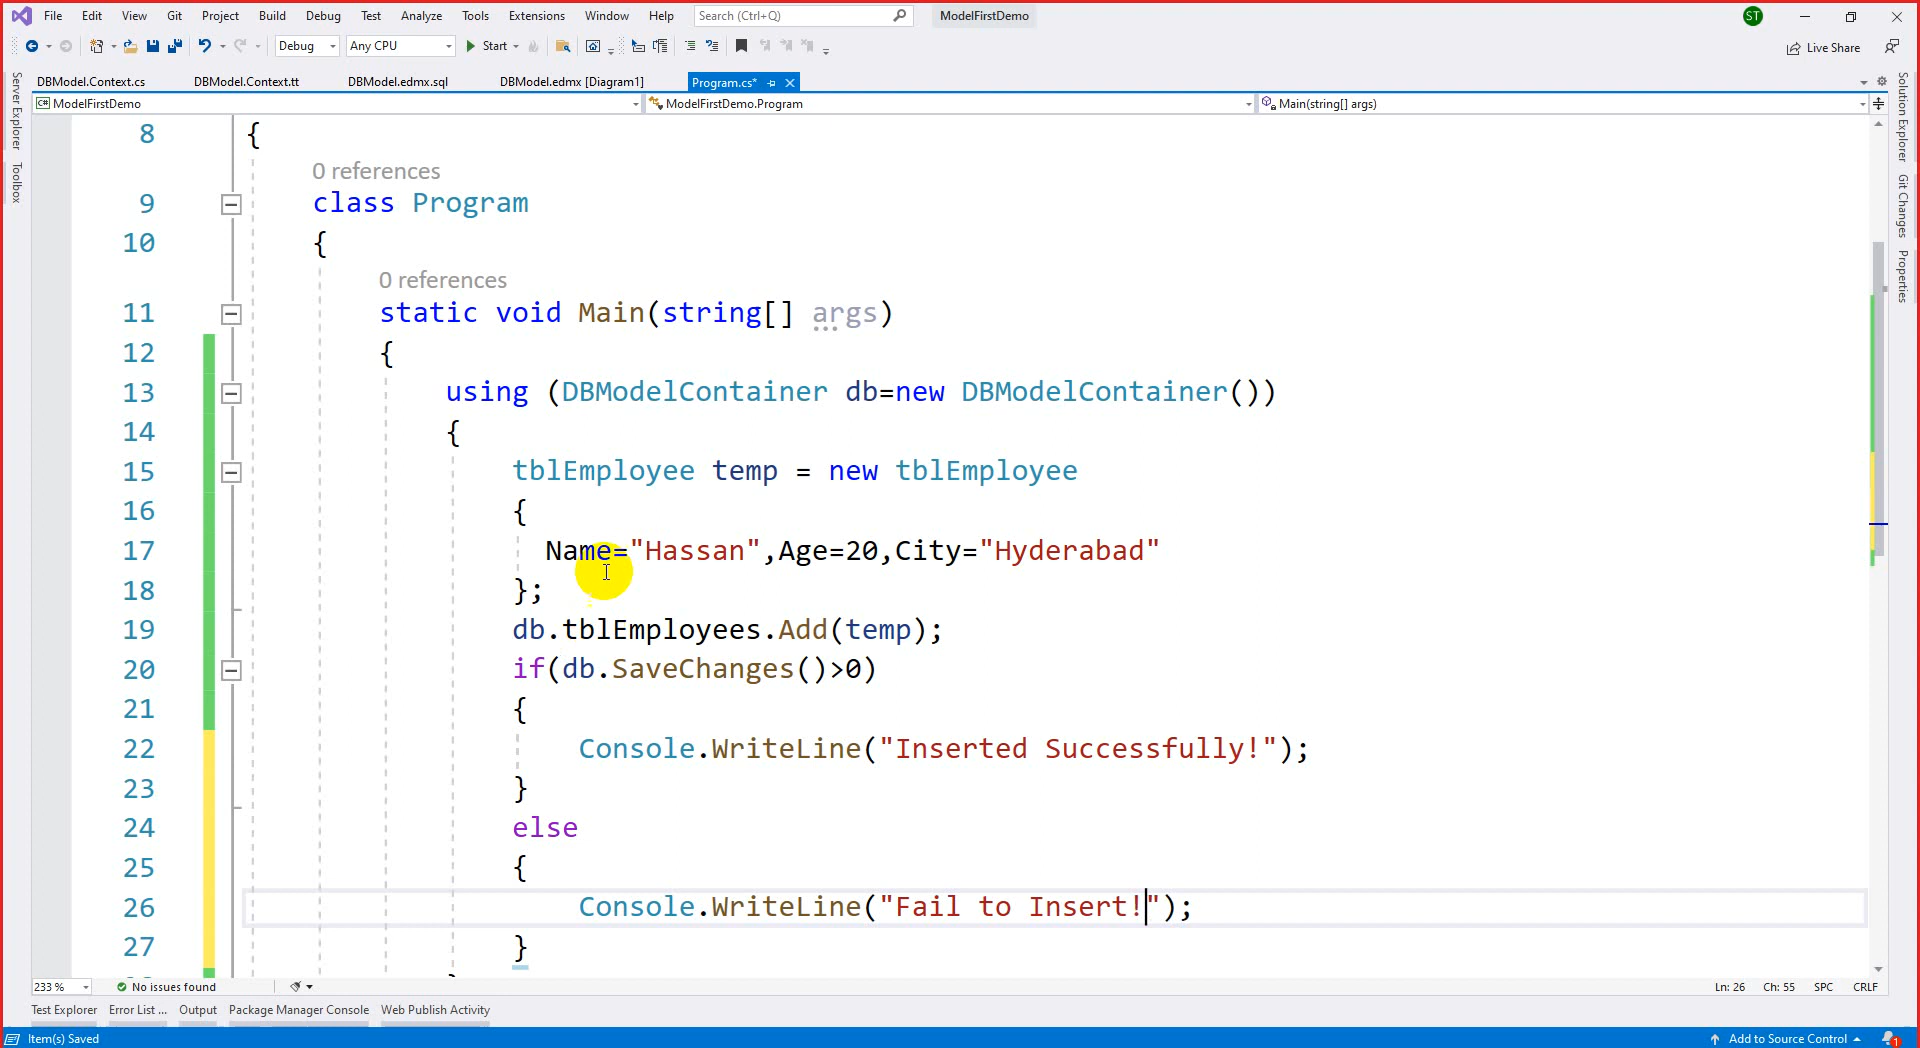 File Edit View Git Project Build Debug Test Analyze Tools Extensions Window Help Search (Ctrl+Q) ModelFirstDemo ST
Debug Any CPU Start Live Share
DBModel.Context.cs DBModel.Context.tt DBModel.edmx.sql DBModel.edmx [Diagram1] Program.cs*
C# ModelFirstDemo ModelFirstDemo.Program Main(string[] args)
Server Explorer
Toolbox
Solution Explorer
Git Changes
Properties
8 {
0 references
9 class Program
10 {
0 references
11 static void Main(string[] args)
12 {
13 using (DBModelContainer db=new DBModelContainer())
14 {
15 tblEmployee temp = new tblEmployee
16 {
17 Name="Hassan",Age=20,City="Hyderabad"
18 };
19 db.tblEmployees.Add(temp);
20 if(db.SaveChanges()>0)
21 {
22 Console.WriteLine("Inserted Successfully!");
23 }
24 else
25 {
26 Console.WriteLine("Fail to Insert!");
27 }
233 % No issues found Ln: 26 Ch: 55 SPC CRLF
Test Explorer Error List ... Output Package Manager Console Web Publish Activity
Item(s) Saved Add to Source Control 1